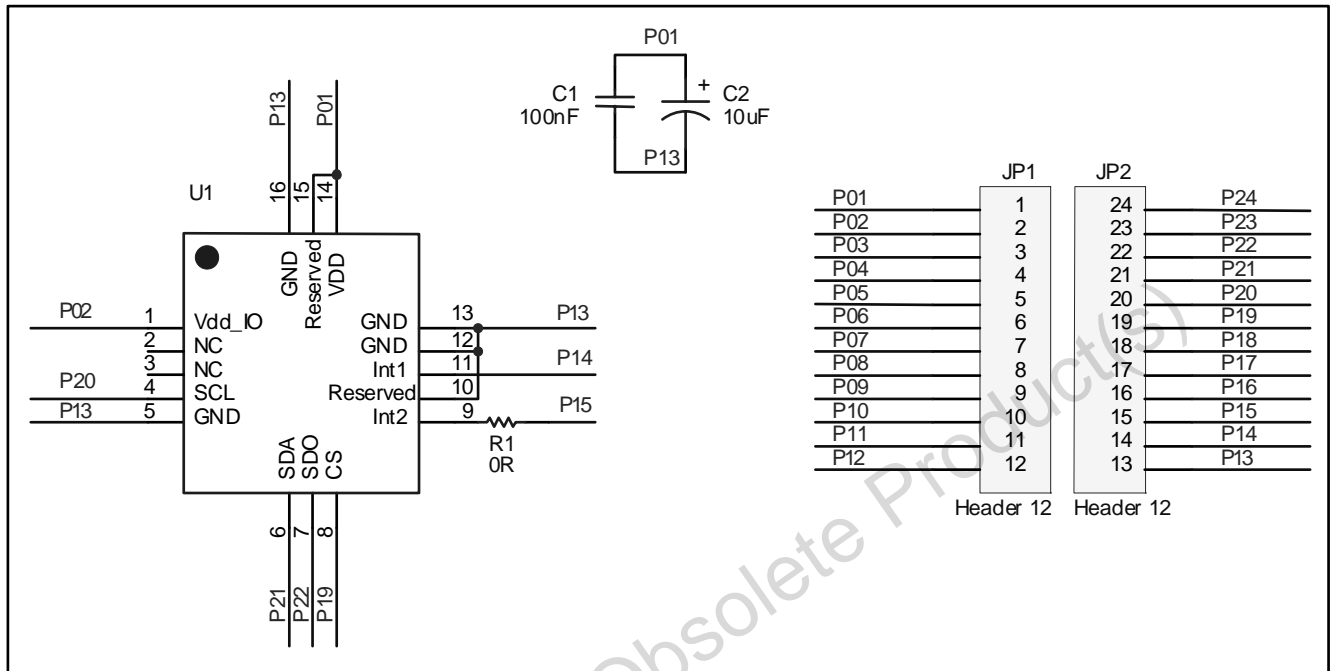 P01
C1
100nF
+
C2
10uF
P13
P13
P01
16
15
14
U1
GND
Reserved
VDD
P02
1
Vdd_IO
2
NC
3
NC
P20
4
SCL
P13
5
GND
GND
13
P13
GND
12
Int1
11
P14
Reserved
10
Int2
9
P15
R1
0R
SDA
SDO
CS
6
7
8
P21
P22
P19
JP1
JP2
P01
1
24
P24
P02
2
23
P23
P03
3
22
P22
P04
4
21
P21
P05
5
20
P20
P06
6
19
P19
P07
7
18
P18
P08
8
17
P17
P09
9
16
P16
P10
10
15
P15
P11
11
14
P14
P12
12
13
P13
Header 12
Header 12
Obsolete Product(s)